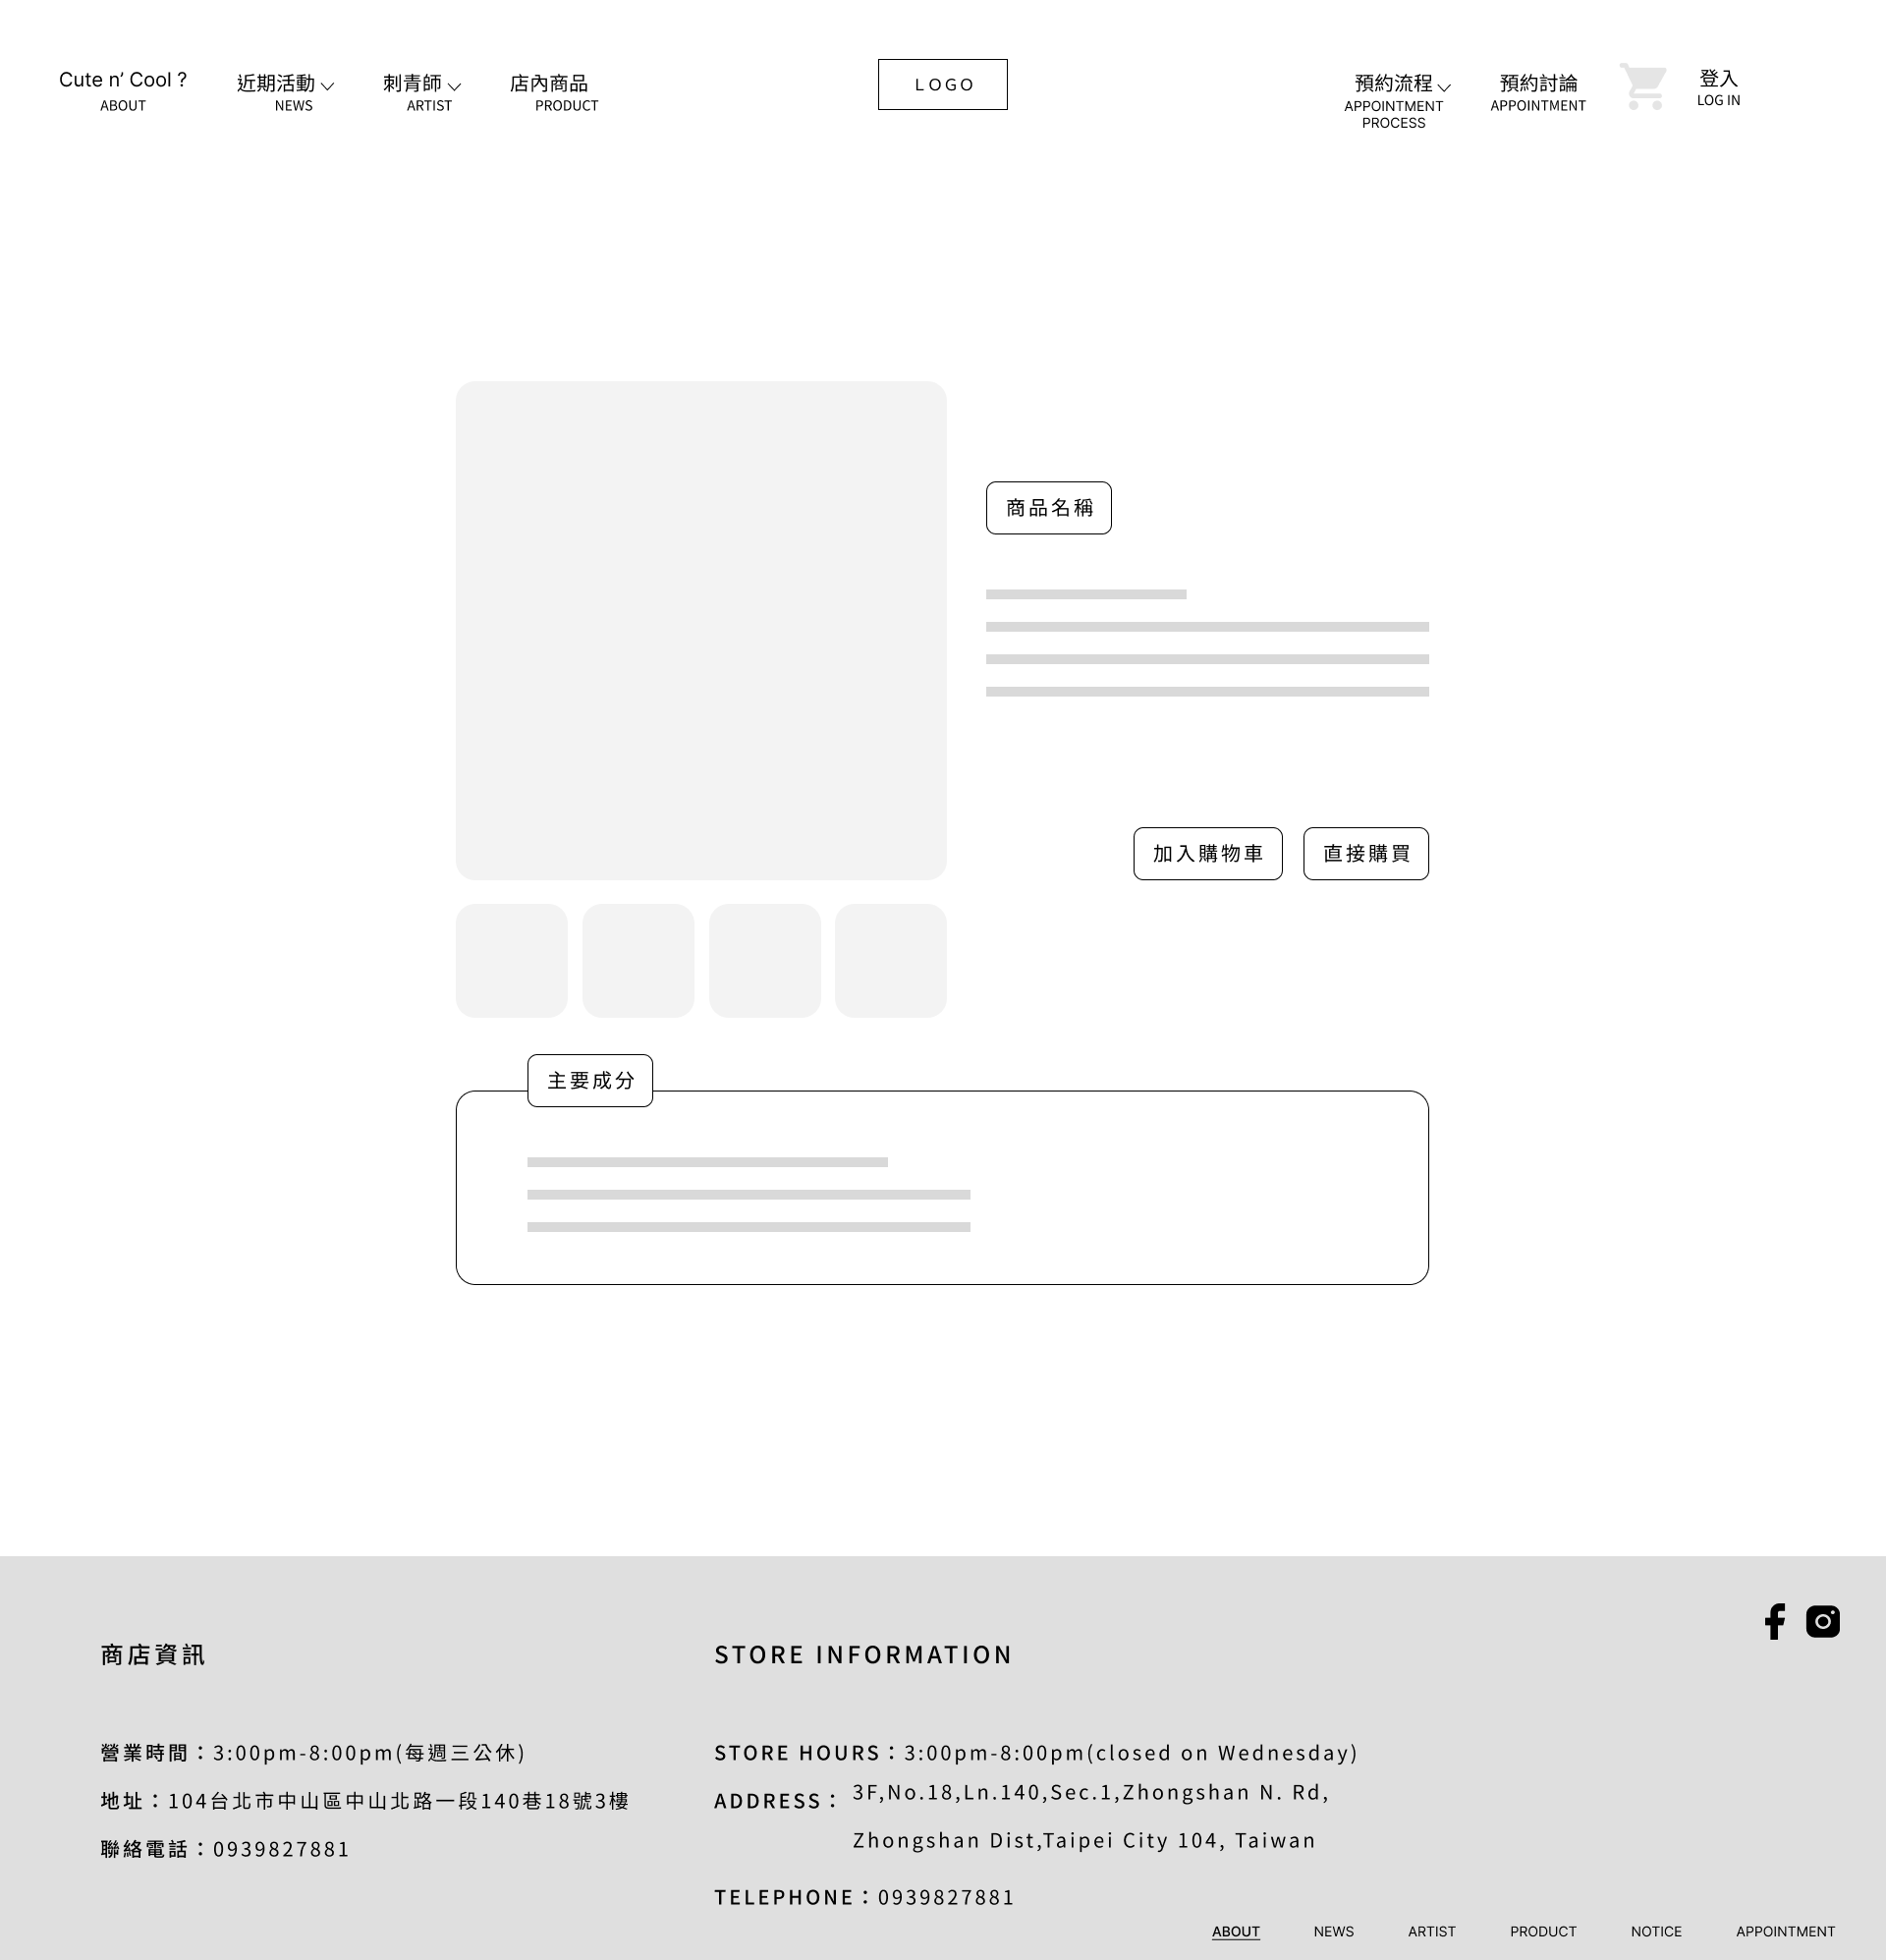 Cute n’ Cool ?
ABOUT
近期活動
NEWS
刺青師
ARTIST
店內商品
PRODUCT
LOGO
預約流程
APPOINTMENT
PROCESS
預約討論
APPOINTMENT
登入
LOG IN
商品名稱
加入購物車
直接購買
主要成分
商店資訊
營業時間：3:00pm-8:00pm(每週三公休)
地址：104台北市中山區中山北路一段140巷18號3樓
聯絡電話：0939827881
STORE INFORMATION
STORE HOURS：3:00pm-8:00pm(closed on Wednesday)
ADDRESS：3F,No.18,Ln.140,Sec.1,Zhongshan N. Rd,
Zhongshan Dist,Taipei City 104, Taiwan
TELEPHONE：0939827881
ABOUT NEWS ARTIST PRODUCT NOTICE APPOINTMENT